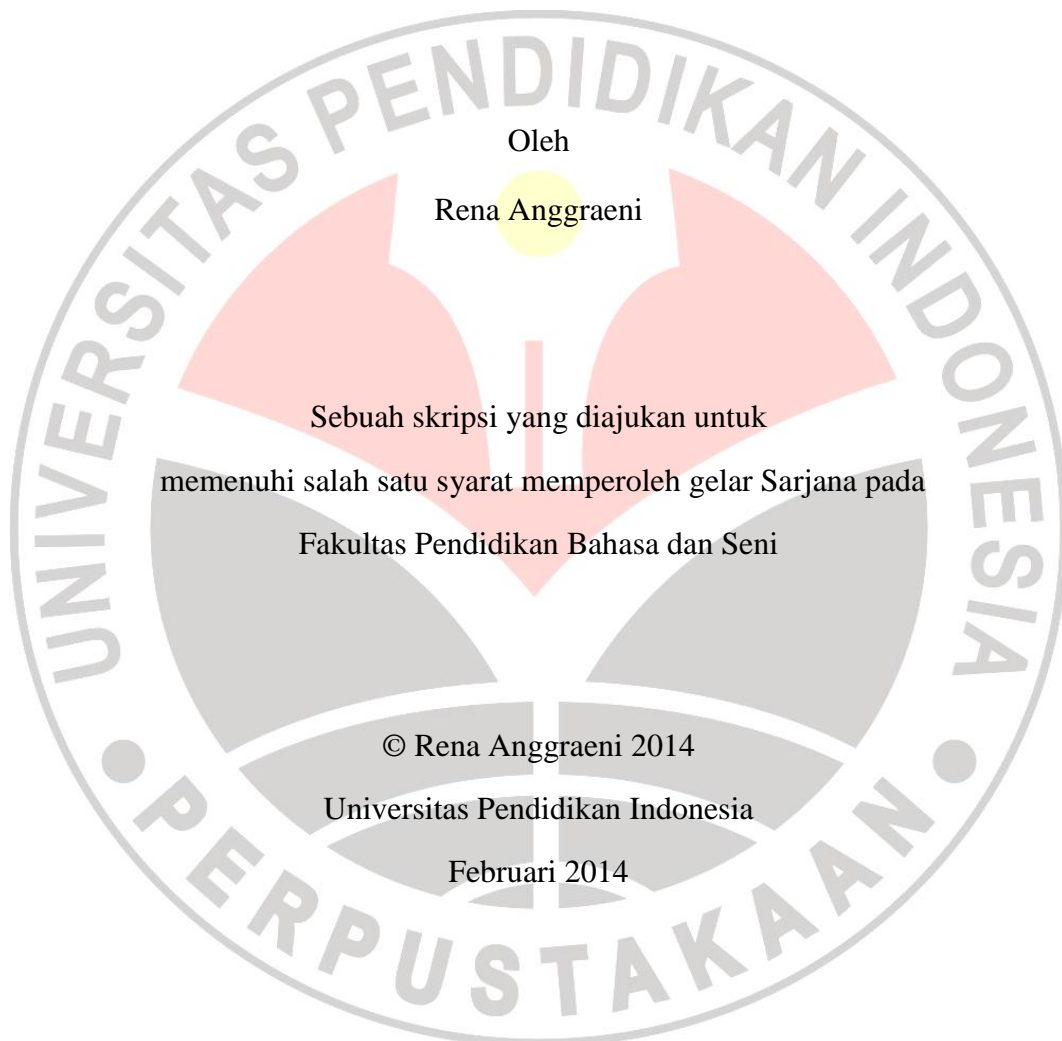 UNIVERSITAS PENDIDIKAN INDONESIA
Oleh
Rena Anggraeni
Sebuah skripsi yang diajukan untuk
memenuhi salah satu syarat memperoleh gelar Sarjana pada
Fakultas Pendidikan Bahasa dan Seni
© Rena Anggraeni 2014
Universitas Pendidikan Indonesia
Februari 2014
PERPUSTAKAAN